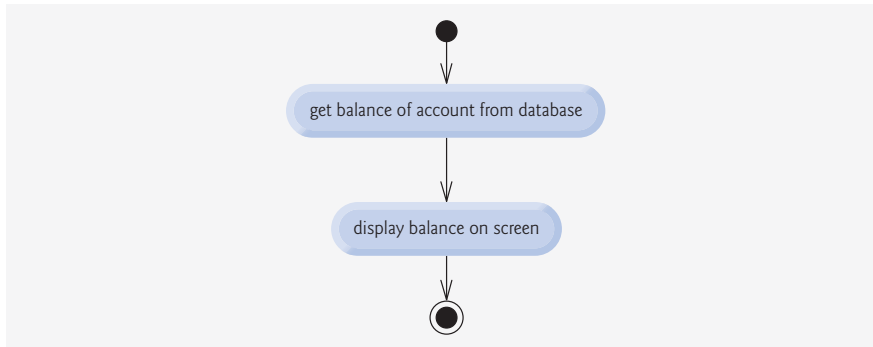 get balance of account from database
display balance on screen